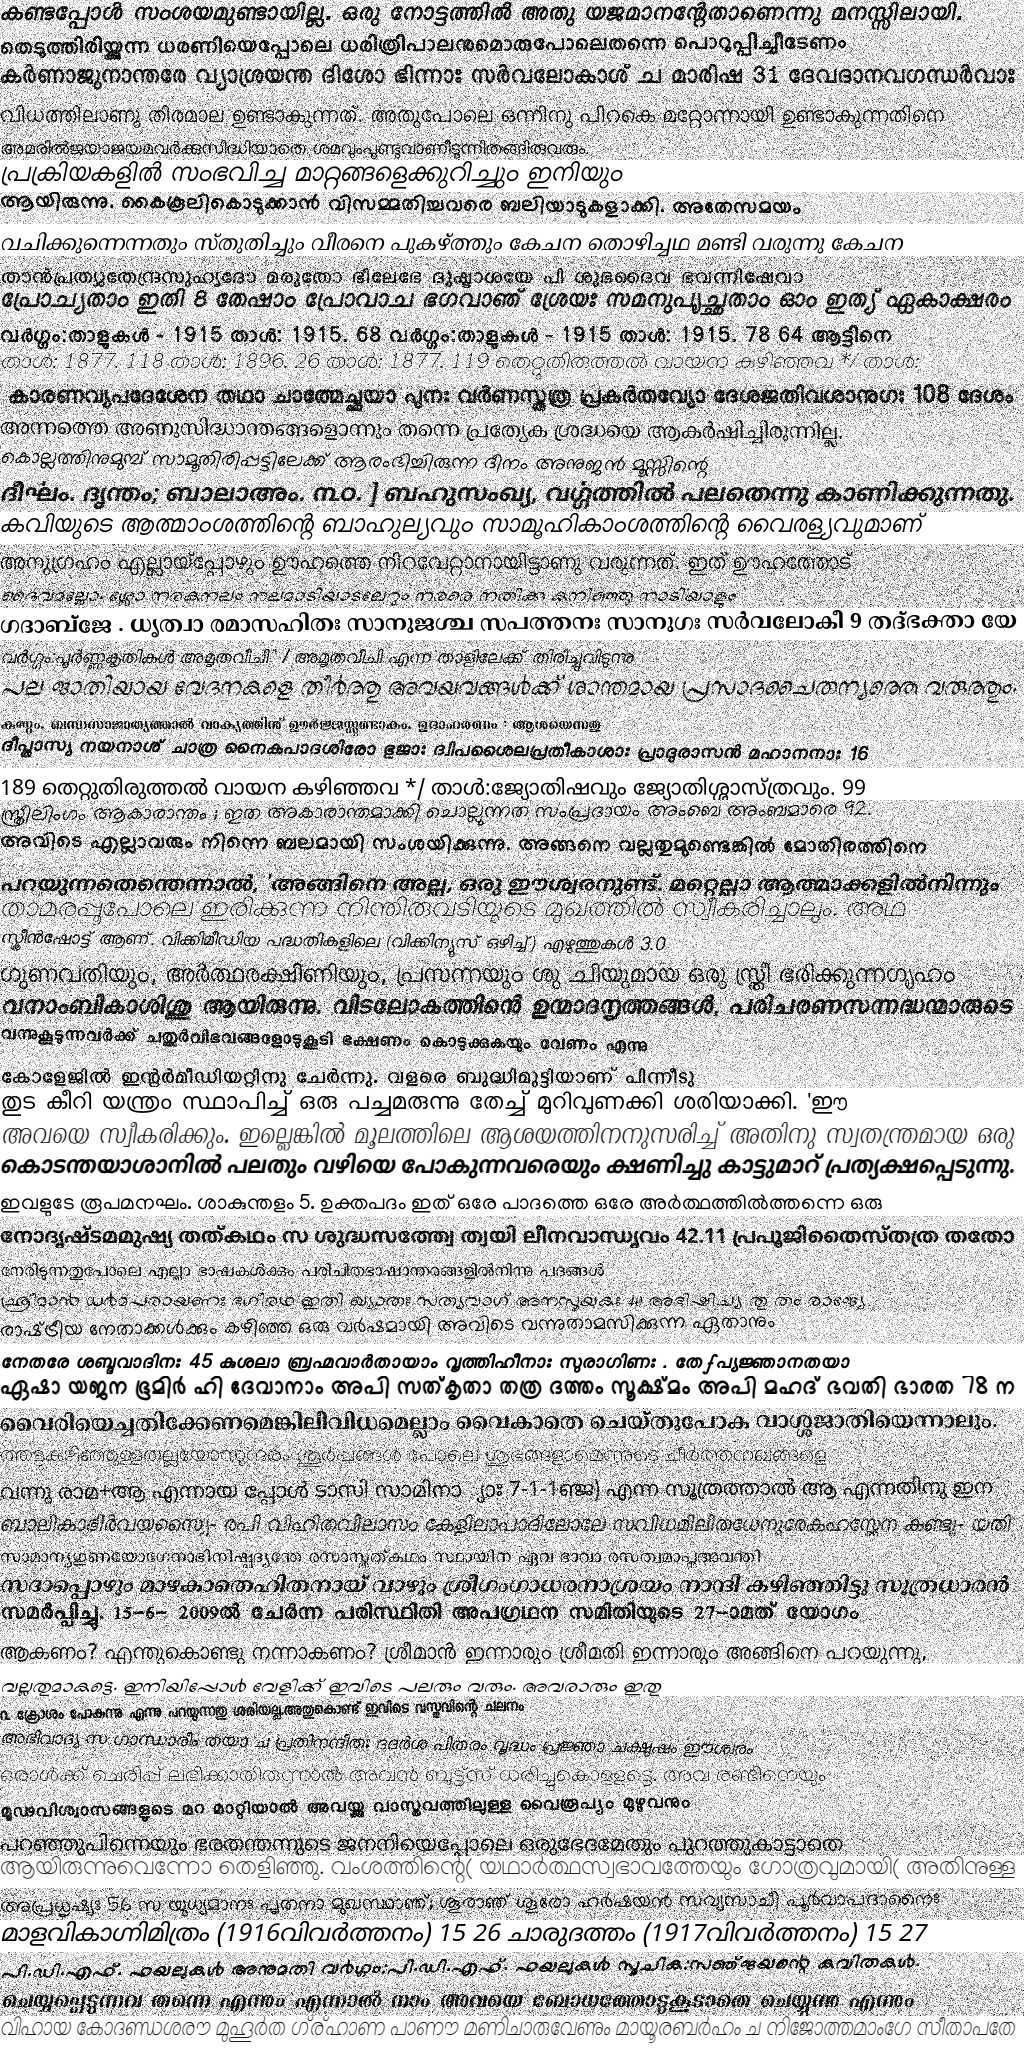 കണ്ടപ്പോൾ സംശയമുണ്ടായില്ല. ഒരു നോട്ടത്തിൽ അതു യജമാനന്റേതാണെന്നു മനസ്സിലായി.
തെടുത്തിരിയ്ക്കുന്ന ധരണിയെപ്പോലെ ധരിത്രിപാലനുമൊരുപോലെതന്നെ പൊറുപ്പിച്ചീടേണം
കർണാജുനാന്തരേ വ്യാശ്രയന്ത ദിശോ ഭിന്നാഃ സർവലോകാശ് ച മാരിഷ 31 ദേവദാനവഗന്ധർവാഃ
വിധത്തിലാണു തിരമാല ഉണ്ടാകുന്നത്. അതുപോലെ ഒന്നിനു പിറകെ മറ്റോന്നായി ഉണ്ടാകുന്നതിനെ
അമരിൽജയാജയമവർക്കുസിദ്ധിയാതെ ശമവുംപൂണ്ടുവാണീടുന്നിതങ്ങിരുവരും.
പ്രക്രിയകളിൽ സംഭവിച്ച മാറ്റങ്ങളെക്കുറിച്ചും ഇനിയും
ആയിരുന്നു. കൈക്കൂലികൊടുക്കാൻ വിസമ്മതിച്ചവരെ ബലിയാടുകളാക്കി. അതേസമയം
വചിക്കുന്നെന്നതും സ്തുതിച്ചും വീരനെ പുകഴ്ത്തും കേചന തൊഴിച്ചഥ മണ്ടി വരുന്നു കേചന
താൻപ്രത്യുതേന്ദ്രസുഹൃദോ മരുതോ ഭിലേഭേ ദുഷ്പ്രാശയേ പി ശുഭദൈവ ഭവന്നിഷേവാ
പ്രോച്യതാം ഇതി 8 തേഷാം പ്രോവാച ഭഗവാഞ് ശ്രേയഃ സമനുപൃച്ഛതാം ഓം ഇത്യ് ഏകാക്ഷരം
വർഗ്ഗം:താളുകൾ - 1915 താൾ: 1915. 68 വർഗ്ഗം:താളുകൾ - 1915 താൾ: 1915. 78 64 ആട്ടിനെ
താൾ: 1877. 118 താൾ: 1896. 26 താൾ: 1877. 119 തെറ്റുതിരുത്തൽ വായന കഴിഞ്ഞവ */ താൾ:
കാരണവ്യപദേശേന തഥാ ചാത്മേച്ഛയാ പുനഃ വർണസ്തത്ര പ്രകർതവ്യോ ദേശജതിവശാനുഗഃ 108 ദേശം
അന്നത്തെ അണുസിദ്ധാന്തങ്ങളൊന്നും തന്നെ പ്രത്യേക ശ്രദ്ധയെ ആകർഷിച്ചിരുന്നില്ല.
കൊല്ലത്തിനുമുമ്പ് സാമൂതിരിപ്പട്ടിലേക്ക് ആരംഭിച്ചിരുന്ന ദീനം അനുജൻ മൂസ്സിന്റെ
ദീൎഘം. ദൃന്തം; ബാലാഅം. ൩൦. ] ബഹുസംഖ്യ, വൎഗ്ഗത്തിൽ പലതെന്നു കാണിക്കുന്നതു.
കവിയുടെ ആത്മാംശത്തിന്റെ ബാഹുല്യവും സാമൂഹികാംശത്തിന്റെ വൈരള്യവുമാണ്
അനുഗ്രഹം എല്ലായ്പ്പോഴും ഊഹത്തെ നിറവേറ്റാനായിട്ടാണു വരുന്നത്. ഇത് ഊഹത്തോട്
ഗദാബ്ജേ . ധൃത്വാ രമാസഹിതഃ സാനുജശ്ച സപത്തനഃ സാനുഗഃ സർവലോകീ 9 തദ്ഭക്താ യേ
വർഗ്ഗം:പൂർണ്ണകൃതികൾ അമൃതവീചീ" / അമൃതവീചി എന്ന താളിലേക്ക് തിരിച്ചുവിടുന്നു
പല ജാതിയായ വേദനകളെ തീർത്തു അവയവങ്ങൾക്ക് ശാന്തമായ പ്രസാദചൈതന്യത്തെ വരുത്തും.
കണ്ടും. ബന്ധസാജാത്യത്താൽ വാക്യത്തിന്ന് ഊർജ്ജസ്സുണ്ടാകം. ഉദാഹരണം : ആശയെന്നതു
ദീപ്താസ്യ നയനാശ് ചാത്ര നൈകപാദശിരോ ഭുജാഃ ദ്വിപശൈലപ്രതീകാശാഃ പ്രാദുരാസൻ മഹാനനാഃ 16
189 തെറ്റുതിരുത്തൽ വായന കഴിഞ്ഞവ */ താൾ:ജ്യോതിഷവും ജ്യോതിശ്ശാസ്ത്രവും. 99
സ്ത്രീലിംഗം ആകാരാന്തം ; ഇത അകാരാന്തമാക്കി ചൊല്ലുന്നത സംപ്രദായം അംബെ അംബമാരെ 92.
അവിടെ എല്ലാവരും നിന്നെ ബലമായി സംശയിക്കുന്നു. അങ്ങനെ വല്ലതുമുണ്ടെങ്കിൽ മോതിരത്തിനെ
പറയുന്നതെന്തെന്നാൽ, 'അങ്ങിനെ അല്ല, ഒരു ഈശ്വരനുണ്ട്. മറ്റെല്ലാ ആത്മാക്കളിൽനിന്നും
താമരപ്പൂപോലെ ഇരിക്കുന്ന നിന്തിരുവടിയുടെ മുഖത്തിൽ സ്വീകരിച്ചാലും. അഥ
സ്ക്രീൻഷോട്ട് ആണ്. വിക്കിമീഡിയ പദ്ധതികളിലെ (വിക്കിന്യൂസ് ഒഴിച്ച്) എഴുത്തുകൾ 3.0
ഗുണവതിയും, അർത്ഥരക്ഷിണിയും, പ്രസന്നയും ശു ചിയുമായ ഒരു സ്ത്രീ ഭരിക്കുന്നഗൃഹം
വനാംബികാശിശു ആയിരുന്നു. വിടലോകത്തിന്റെ ഉന്മാദനൃത്തങ്ങൾ, പരിചരണസന്നദ്ധന്മാരുടെ
വന്നുകൂടുന്നവർക്ക് ചതുർവിഭവങ്ങളോടുകൂടി ഭക്ഷണം കൊടുക്കുകയും വേണം എന്നു
കോളേജിൽ ഇന്റർമീഡിയറ്റിനു ചേർന്നു. വളരെ ബുദ്ധിമുട്ടിയാണ് പിന്നീടു
തുട കീറി യന്ത്രം സ്ഥാപിച്ച് ഒരു പച്ചമരുന്നു തേച്ച് മുറിവുണക്കി ശരിയാക്കി. 'ഈ
അവയെ സ്വീകരിക്കും. ഇല്ലെങ്കിൽ മൂലത്തിലെ ആശയത്തിനനുസരിച്ച് അതിനു സ്വതന്ത്രമായ ഒരു
കൊടന്തയാശാനിൽ പലതും വഴിയെ പോകുന്നവരെയും ക്ഷണിച്ചു കാട്ടുമാറ് പ്രത്യക്ഷപ്പെടുന്നു.
ഇവളുടേ രൂപമനഘം. ശാകുന്തളം 5. ഉക്തപദം ഇത് ഒരേ പാദത്തെ ഒരേ അർത്ഥത്തിൽത്തന്നെ ഒരു
നോദൃഷ്ടമമുഷ്യ തത്കഥം സ ശുദ്ധസത്ത്വേ ത്വയി ലീനവാന്ധൃവം 42.11 പ്രപൂജിതൈസ്തത്ര തതോ
നേരിടുന്നതുപോലെ എല്ലാ ഭാഷകൾക്കും പരിചിതഭാഷാന്തരങ്ങളിൽനിന്നു പദങ്ങൾ
ശ്രീമാൻ ധർമപരായണഃ ഭഗീരഥ ഇതി ഖ്യാതഃ സത്യവാഗ് അനസൂയകഃ 41 അഭിഷിച്യ തു തം രാജ്യേ
രാഷ്ട്രീയ നേതാക്കൾക്കും കഴിഞ്ഞ ഒരു വർഷമായി അവിടെ വന്നുതാമസിക്കുന്ന ഏതാനും
നേതരേ ശബ്ദവാദിനഃ 45 കുശലാ ബ്രഹ്മവാർതായാം വൃത്തിഹീനാഃ സുരാഗിണഃ . തേƒപ്യജ്ഞാനതയാ
ഏഷാ യജന ഭൂമിർ ഹി ദേവാനാം അപി സത്കൃതാ തത്ര ദത്തം സൂക്ഷ്മം അപി മഹദ് ഭവതി ഭാരത 78 ന
വൈരിയെച്ചതിക്കേണമെങ്കിലീവിധമെല്ലാം വൈകാതെ ചെയ്തുപോക വാശ്ശജാതിയെന്നാലും.
വന്നു രാമ+ആ എന്നായ പ്പോൾ ടാസി സാമിനാ ്യാഃ 7-1-1ഞ്ജ) എന്ന സൂത്രത്താൽ ആ എന്നതിനു ഇന
ബാലികാഭിർവയസ്യൈ- രപി വിഹിതവിലാസം കേളിലാപാദിലോലേ സവിധമിലിതധേനുരേകഹസ്തേന കണ്ടു- യതി
സാമാന്യഗുണയോഗേനാഭിനിഷ്പദ്യന്തേ രസാസ്തത്കഥം സ്ഥായിന ഏവ ഭാവാ രസത്വമാപ്നുഅവന്തി
സദാപ്പൊഴും മാഴകാതെഹിതനായ് വാഴും ശ്രീഗംഗാധരനാശ്രയം നാന്ദി കഴിഞ്ഞിട്ടു സൂത്രധാരൻ
സമർപ്പിച്ചു. 15-6- 2009ൽ ചേർന്ന പരിസ്ഥിതി അപഗ്രഥന സമിതിയുടെ 27-ാമത് യോഗം
ആകണം? എന്തുകൊണ്ടു നന്നാകണം? ശ്രീമാൻ ഇന്നാരും ശ്രീമതി ഇന്നാരും അങ്ങിനെ പറയുന്നു,
വല്ലതുമാകട്ടെ. ഇനിയിപ്പോൾ വേളിക്ക് ഇവിടെ പലരും വരും. അവരാരും ഇതു
൨. ക്രോശം പോകുന്നു എന്നു പറയുന്നതു ശരിയല്ല.അതുകൊണ്ട് ഇവിടെ വസ്തുവിന്റെ ചലനം
അഭിവാദ്യ സ ഗാന്ധാരീം തയാ ച പ്രതിനന്ദിതഃ ദദർശ പിതരം വൃദ്ധം പ്രജ്ഞാ ചക്ഷുഷം ഈശ്വരം
ഒരാൾക്ക് ചെരിപ്പ് ലഭിക്കാതിരുന്നാൽ അവൻ ബൂട്ട്സ് ധരിച്ചുകൊള്ളട്ടെ. അവ രണ്ടിനെയും
മൂഢവിശ്വാസങ്ങളുടെ മറ മാറ്റിയാൽ അവയ്ക്കു വാസ്തവത്തിലുള്ള വൈരൂപ്യം മുഴുവനും
പറഞ്ഞുപിന്നെയും ഭരതന്തന്നുടെ ജനനിയെപ്പോലെ ഒരുഭേദമേതും പുറത്തുകാട്ടാതെ
ആയിരുന്നുവെന്നോ തെളിഞ്ഞു. വംശത്തിന്റെ( യഥാർത്ഥസ്വഭാവത്തേയും ഗോത്രവുമായി( അതിനുള്ള
അപ്രധൃഷ്യഃ 56 സ യുധ്യമാനഃ പൃതനാ മുഖസ്ഥാഞ്; ശൂരാഞ് ശൂരോ ഹർഷയൻ സവ്യസാചീ പൂർവാപദാനൈഃ
മാളവികാഗ്നിമിത്രം (1916വിവർത്തനം) 15 26 ചാരുദത്തം (1917വിവർത്തനം) 15 27
പി.ഡി.എഫ്. ഫയലുകൾ അനുമതി വർഗ്ഗം:പി.ഡി.എഫ്. ഫയലുകൾ സൂചിക:സഞ്ജയന്റെ കവിതകൾ.
ചെയ്യപ്പെടുന്നവ തന്നെ എന്നും എന്നാൽ നാം അവയെ ബോധത്തോടുകൂടാതെ ചെയ്യുന്നു എന്നും
വിഹായ കോദണ്ഡശരൗ മുഹൂർത ഗ്ര്ഹാണ പാണൗ മണിചാരുവേണും മായൂരബർഹം ച നിജോത്തമാംഗേ സീതാപതേ